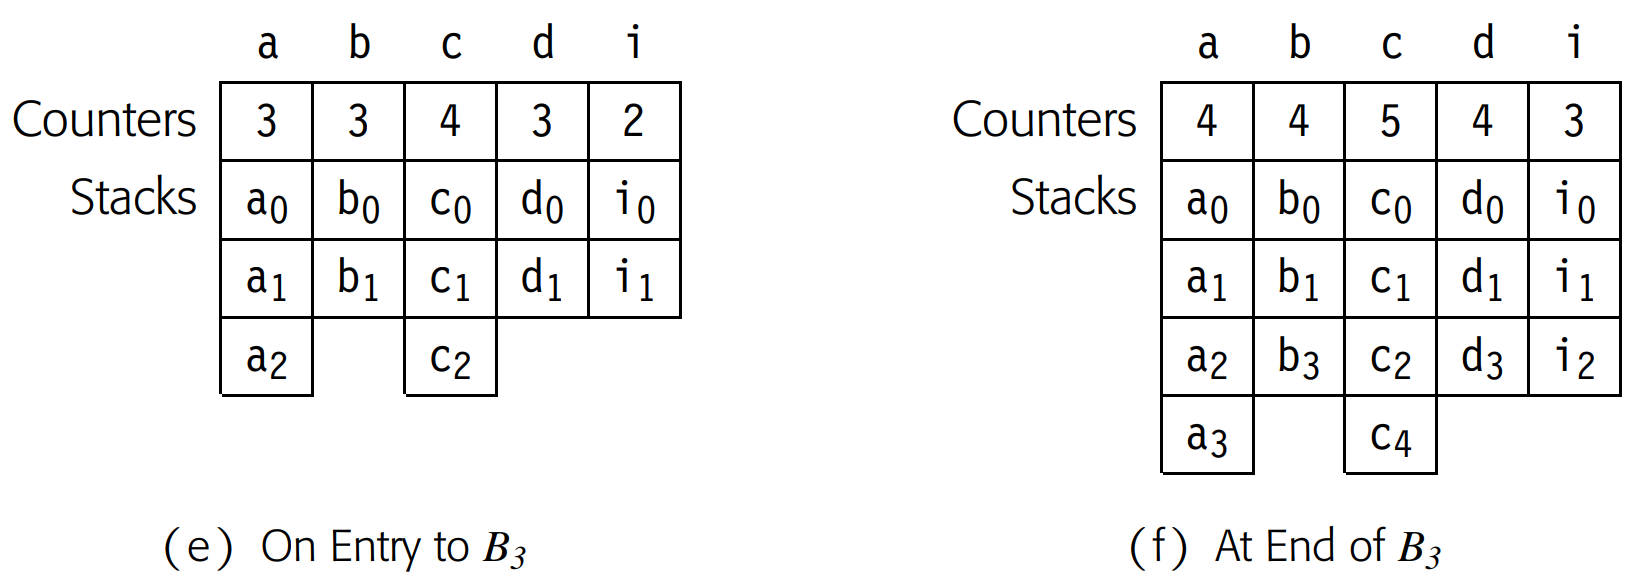 a b c d i
Counters 3 3 4 3 2
Stacks a0 b0 c0 d0 i0
a1 b1 c1 d1 i1
a2 c2
(e) On Entry to B3
a b c d i
Counters 4 4 5 4 3
Stacks a0 b0 c0 d0 i0
a1 b1 c1 d1 i1
a2 b3 c2 d3 i2
a3 c4
(f) At End of B3